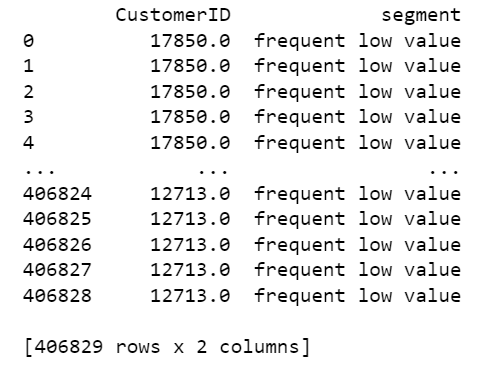 CustomerID segment
0 17850.0 frequent low value
1 17850.0 frequent low value
2 17850.0 frequent low value
3 17850.0 frequent low value
4 17850.0 frequent low value
... ... ...
406824 12713.0 frequent low value
406825 12713.0 frequent low value
406826 12713.0 frequent low value
406827 12713.0 frequent low value
406828 12713.0 frequent low value
[406829 rows x 2 columns]